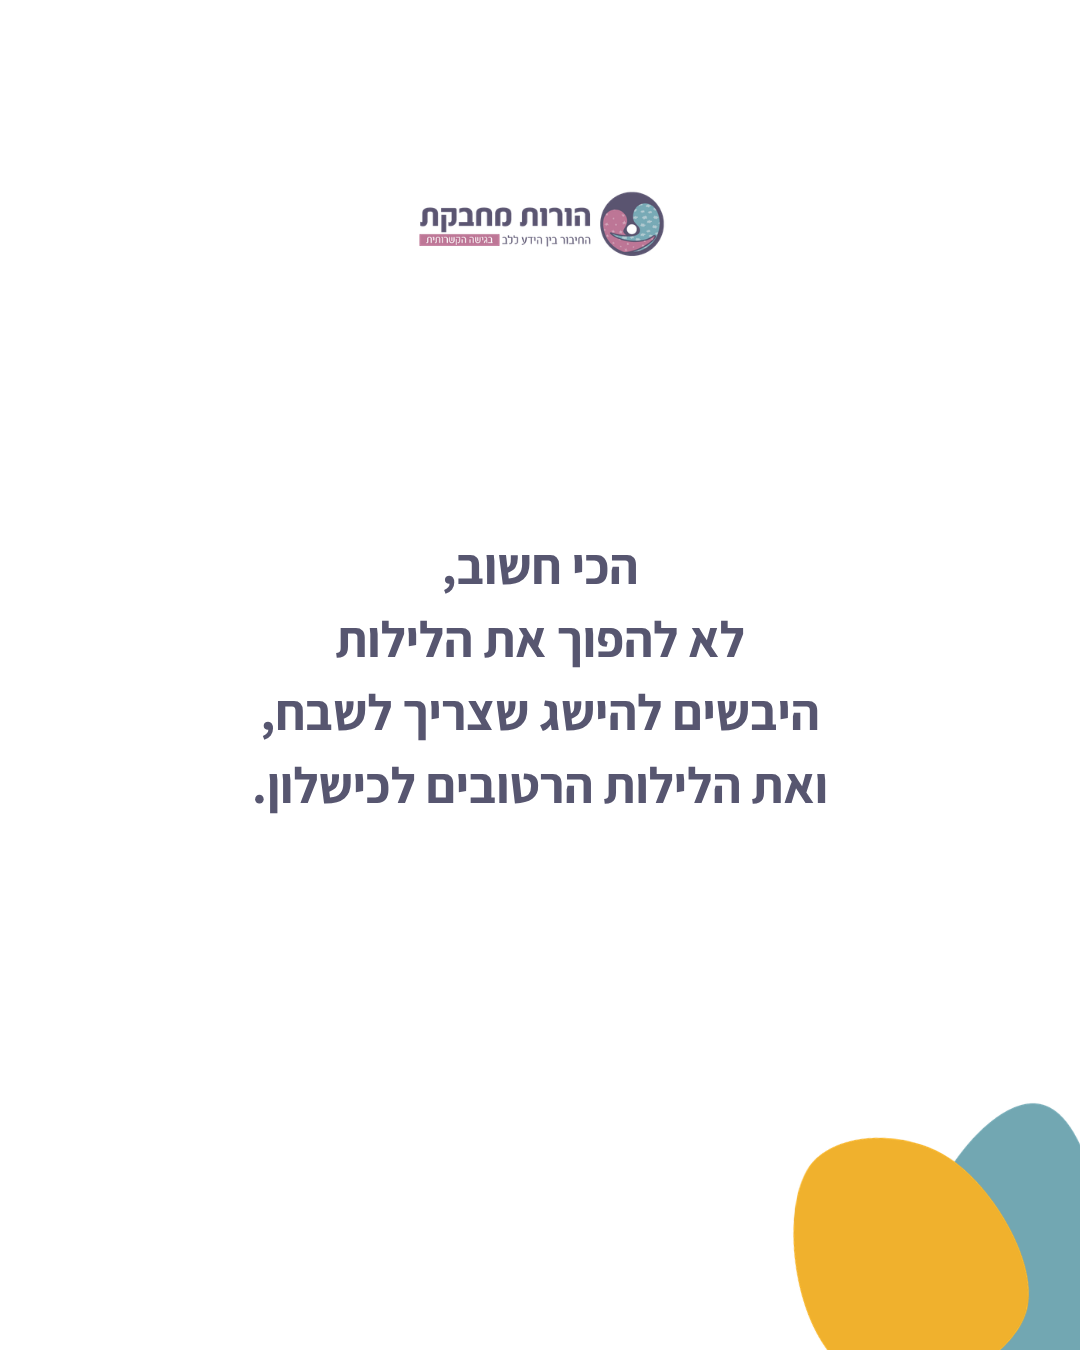 הורות מחבקת
החיבור בין הידע ללב בגישה הקשרותית
הכי חשוב,
לא להפוך את הלילות
היבשים להישג שצריך לשבח,
ואת הלילות הרטובים לכישלון.